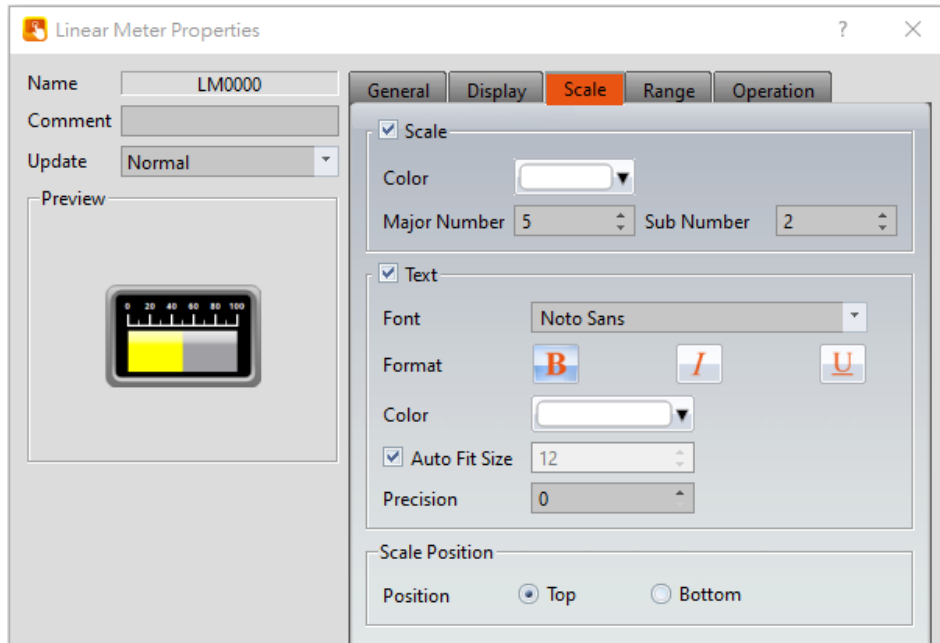 Linear Meter Properties ? ×
Name LM0000
Comment
Update Normal
Preview
0 20 40 60 80 100
General Display Scale Range Operation
Scale
Color
Major Number 5 Sub Number 2
Text
Font Noto Sans
Format B I U
Color
Auto Fit Size 12
Precision 0
Scale Position
Position Top Bottom